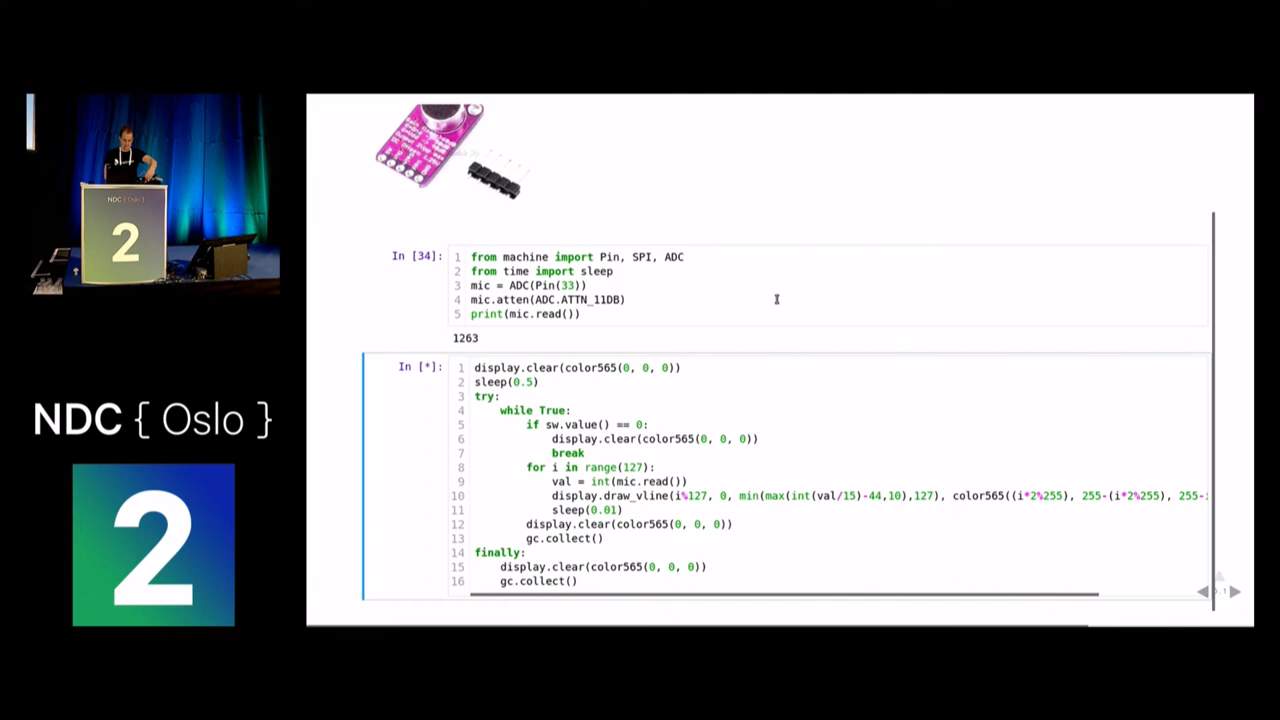 NDC { Oslo }
2
NDC { Oslo }
2
In [34]:
1 from machine import Pin, SPI, ADC
2 from time import sleep
3 mic = ADC(Pin(33))
4 mic.atten(ADC.ATTN_11DB)
5 print(mic.read())
1263
In [*]:
1 display.clear(color565(0, 0, 0))
2 sleep(0.5)
3 try:
4     while True:
5         if sw.value() == 0:
6             display.clear(color565(0, 0, 0))
7             break
8         for i in range(127):
9             val = int(mic.read())
10             display.draw_vline(i%127, 0, min(max(int(val/15)-44,10),127), color565((i*2%255), 255-(i*2%255), 255-
11             sleep(0.01)
12         display.clear(color565(0, 0, 0))
13         gc.collect()
14 finally:
15     display.clear(color565(0, 0, 0))
16     gc.collect()